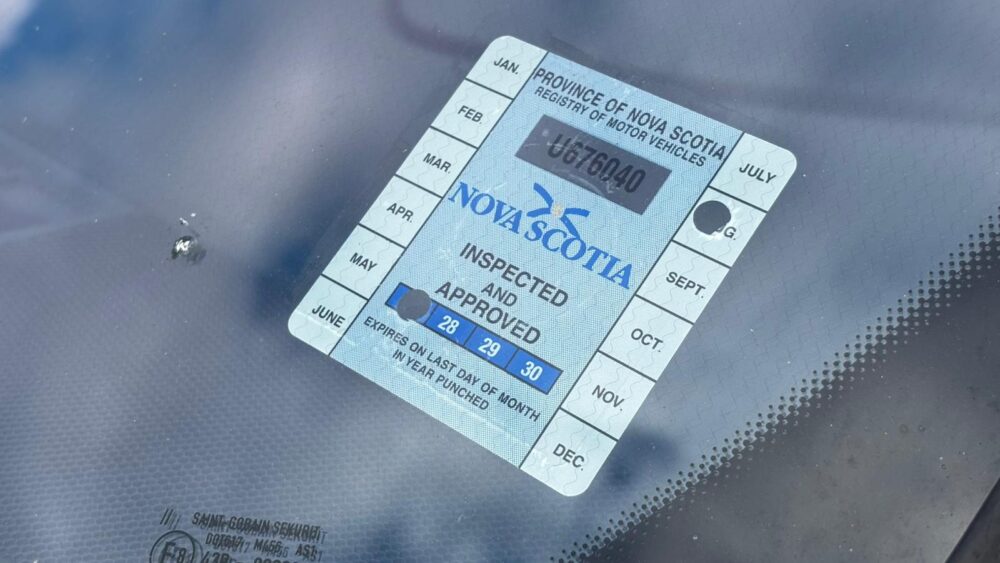 JAN.
FEB.
MAR.
APR.
MAY
JUNE
PROVINCE OF NOVA SCOTIA
REGISTRY OF MOTOR VEHICLES
U676040
NOVA SCOTIA
INSPECTED
AND
APPROVED
28 29 30
EXPIRES ON LAST DAY OF MONTH
IN YEAR PUNCHED
JULY
SEPT.
OCT.
NOV.
DEC.
SAINT-GOBAIN SEKURIT
AS1